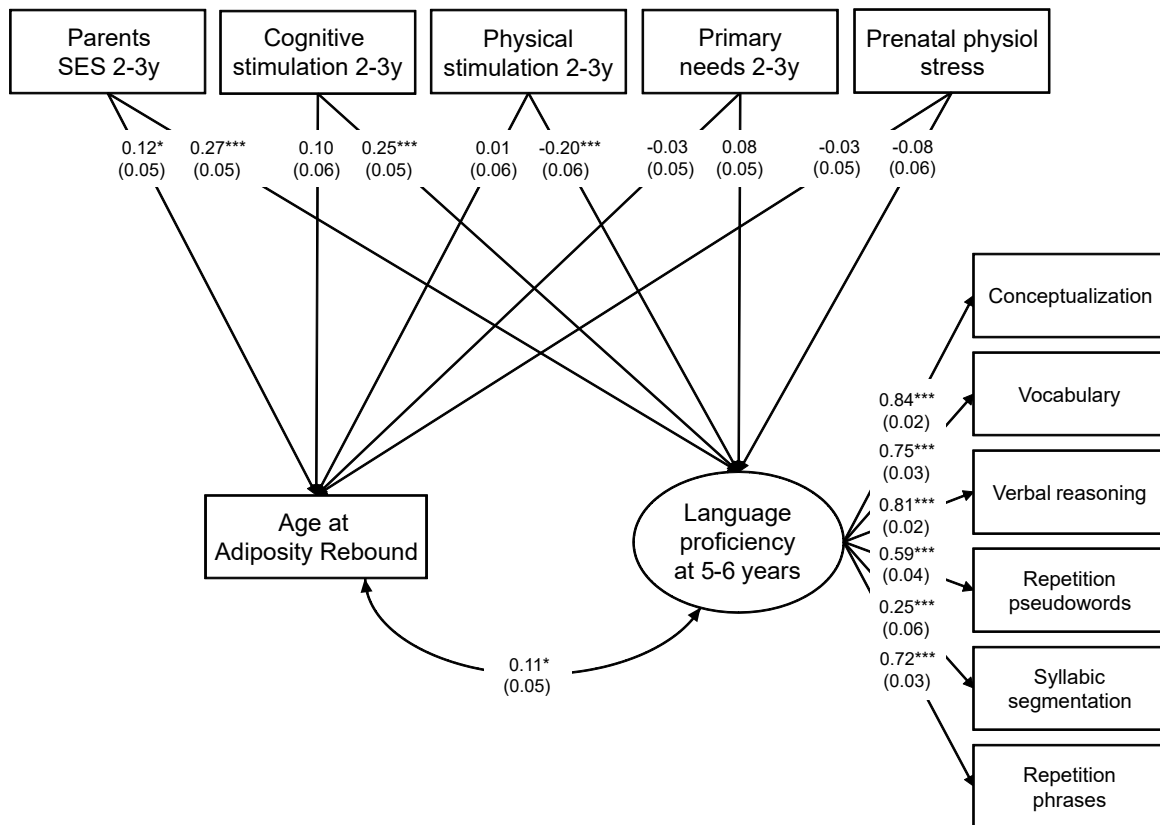 Parents
SES 2-3y
Cognitive
stimulation 2-3y
Physical
stimulation 2-3y
Primary
needs 2-3y
Prenatal physiol
stress
0.12*
(0.05)
0.27***
(0.05)
0.10
(0.06)
0.25***
(0.05)
0.01
(0.06)
-0.20***
(0.06)
-0.03
(0.05)
0.08
(0.05)
-0.03
(0.05)
-0.08
(0.06)
Age at
Adiposity Rebound
Language
proficiency
at 5-6 years
0.11*
(0.05)
0.84***
(0.02)
0.75***
(0.03)
0.81***
(0.02)
0.59***
(0.04)
0.25***
(0.06)
0.72***
(0.03)
Conceptualization
Vocabulary
Verbal reasoning
Repetition
pseudowords
Syllabic
segmentation
Repetition
phrases